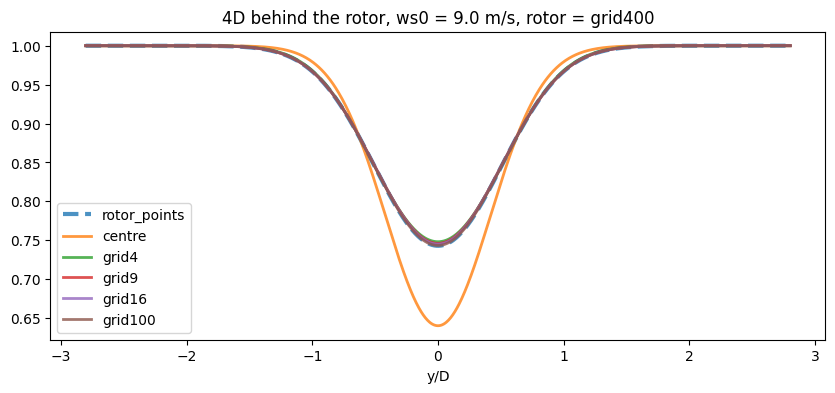 4D behind the rotor, ws0 = 9.0 m/s, rotor = grid400
1.00
0.95
0.90
0.85
0.80
0.75
0.70
0.65
rotor_points
centre
grid4
grid9
grid16
grid100
−3 −2 −1 0 1 2 3
y/D